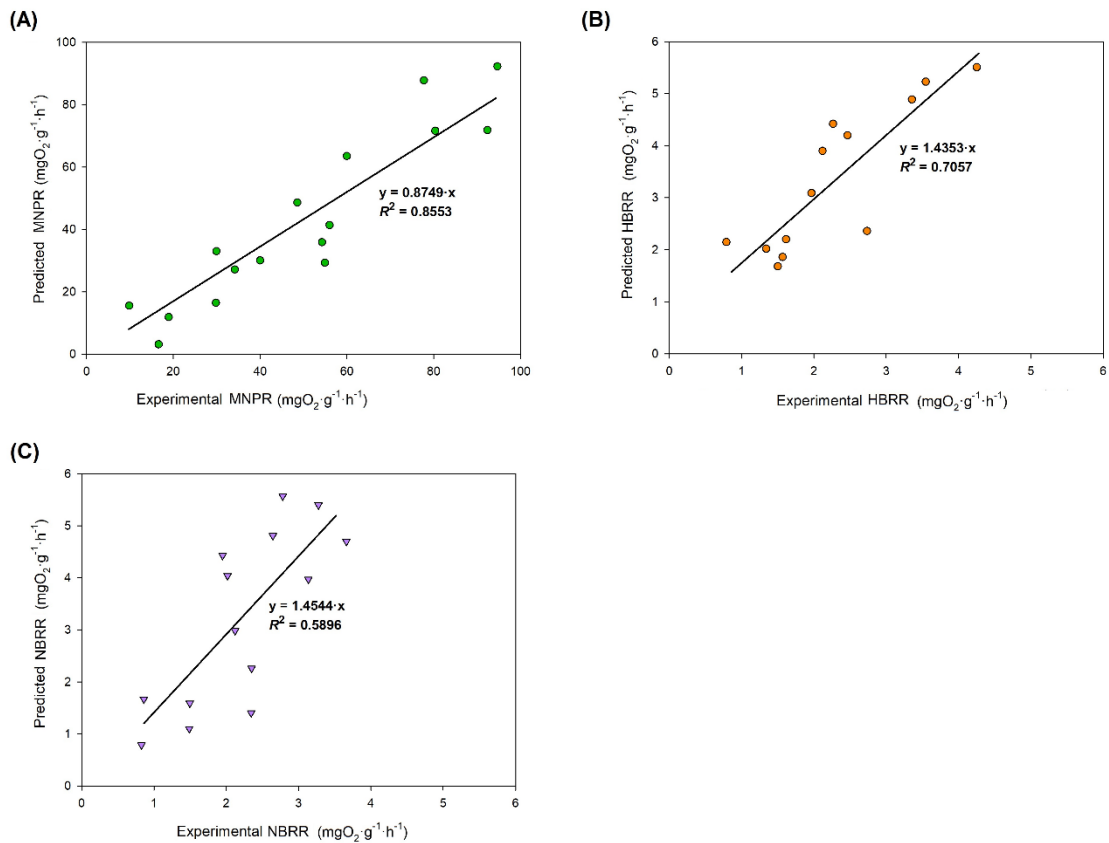 (A)
100
80
60
40
20
0
Predicted MNPR (mgO₂·g⁻¹·h⁻¹)
y = 0.8749·x
R² = 0.8553
0 20 40 60 80 100
Experimental MNPR (mgO₂·g⁻¹·h⁻¹)
(B)
6
5
4
3
2
1
0
Predicted HBRR (mgO₂·g⁻¹·h⁻¹)
y = 1.4353·x
R² = 0.7057
0 1 2 3 4 5 6
Experimental HBRR (mgO₂·g⁻¹·h⁻¹)
(C)
6
5
4
3
2
1
0
Predicted NBRR (mgO₂·g⁻¹·h⁻¹)
y = 1.4544·x
R² = 0.5896
0 1 2 3 4 5 6
Experimental NBRR (mgO₂·g⁻¹·h⁻¹)